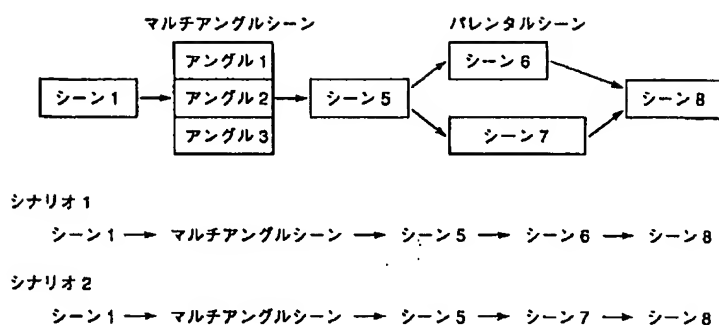 マルチアングルシーン
パレンタルシーン
アングル1
シーン1
アングル2
アングル3
シーン5
シーン6
シーン7
シーン8
シナリオ1
シーン1 → マルチアングルシーン → シーン5 → シーン6 → シーン8
シナリオ2
シーン1 → マルチアングルシーン → シーン5 → シーン7 → シーン8